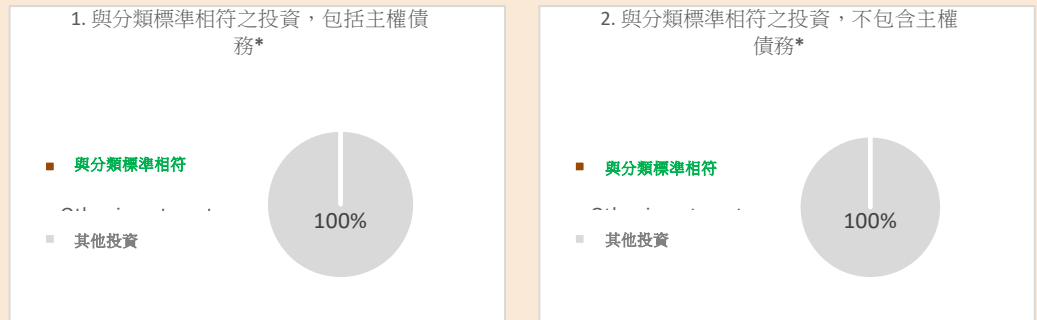 1. 與分類標準相符之投資，包括主權債
務*
與分類標準相符
其他投資
100%
2. 與分類標準相符之投資，不包含主權
債務*
與分類標準相符
其他投資
100%